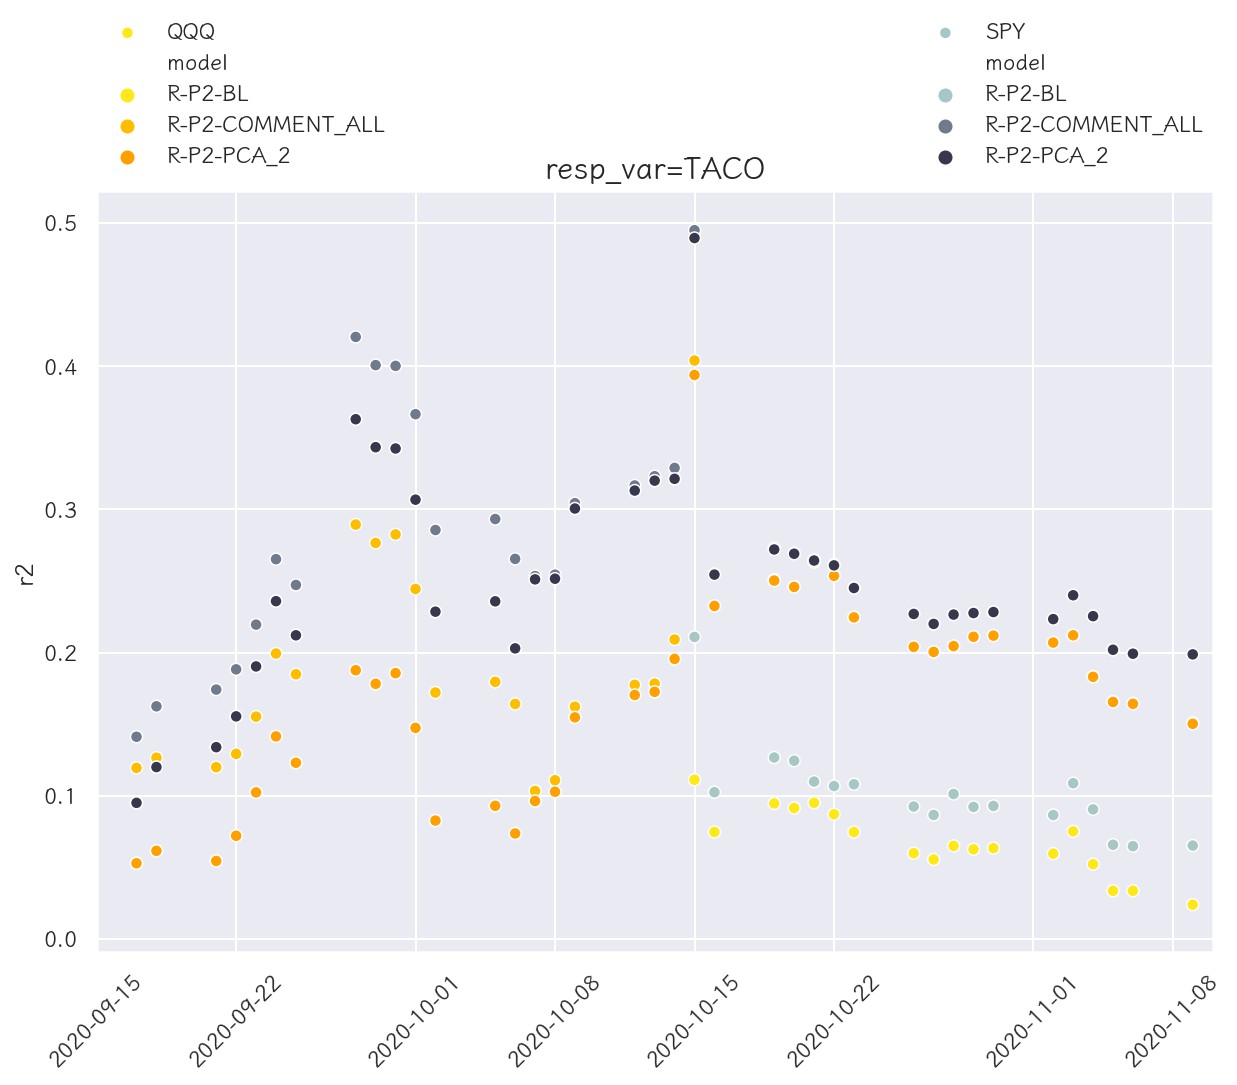 QQQ
model
R-P2-BL
R-P2-COMMENT_ALL
R-P2-PCA_2
SPY
model
R-P2-BL
R-P2-COMMENT_ALL
R-P2-PCA_2
resp_var=TACO
0.5
0.4
0.3
0.2
0.1
0.0
r2
2020-09-15
2020-09-22
2020-10-01
2020-10-08
2020-10-15
2020-10-22
2020-11-01
2020-11-08